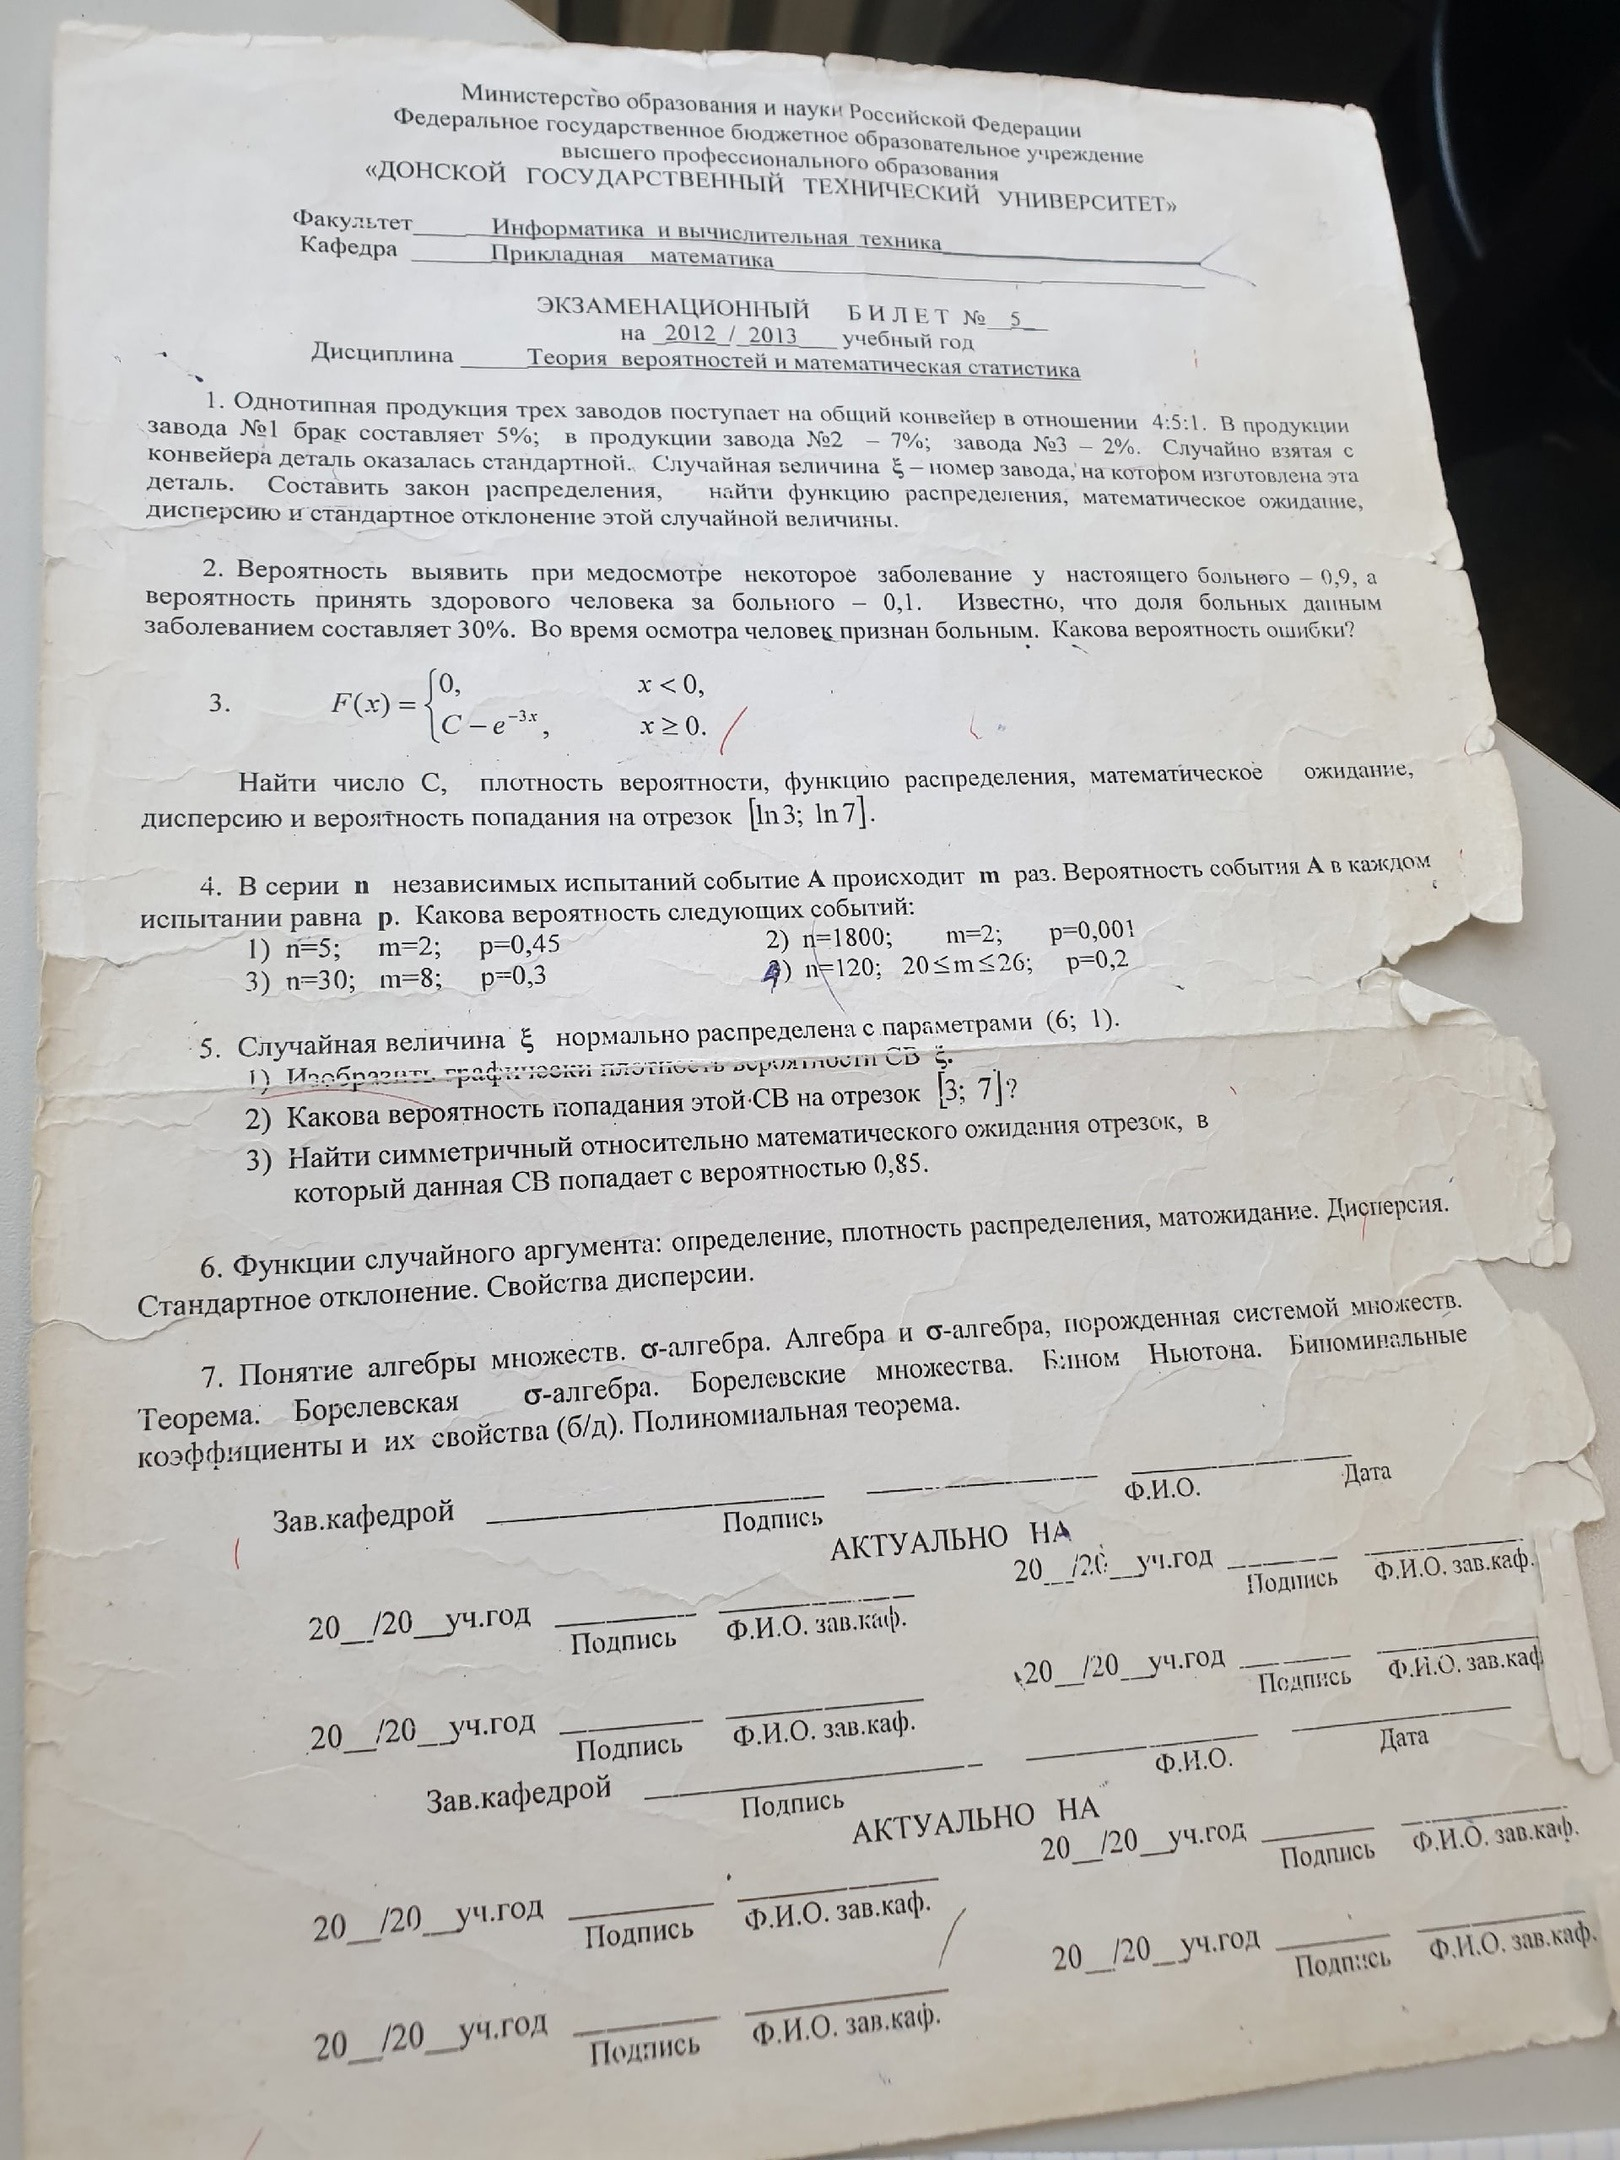 Министерство образования и науки Российской Федерации
Федеральное государственное бюджетное образовательное учреждение
высшего профессионального образования
«ДОНСКОЙ ГОСУДАРСТВЕННЫЙ ТЕХНИЧЕСКИЙ УНИВЕРСИТЕТ»
Факультет Информатика и вычислительная техника
Кафедра Прикладная математика
ЭКЗАМЕНАЦИОННЫЙ БИЛЕТ № 5
на 2012 / 2013 учебный год
Дисциплина Теория вероятностей и математическая статистика
1. Однотипная продукция трех заводов поступает на общий конвейер в отношении 4:5:1. В продукции
завода №1 брак составляет 5%; в продукции завода №2 – 7%; завода №3 – 2%. Случайно взятая с
конвейера деталь оказалась стандартной. Случайная величина ξ – номер завода, на котором изготовлена эта
деталь. Составить закон распределения, найти функцию распределения, математическое ожидание,
дисперсию и стандартное отклонение этой случайной величины.
2. Вероятность выявить при медосмотре некоторое заболевание у настоящего больного – 0,9, а
вероятность принять здорового человека за больного – 0,1. Известно, что доля больных данным
заболеванием составляет 30%. Во время осмотра человек признан больным. Какова вероятность ошибки?
3. F(x) = {0, x < 0,
C – e⁻³ˣ, x ≥ 0.
Найти число С, плотность вероятности, функцию распределения, математическое ожидание,
дисперсию и вероятность попадания на отрезок [ln 3; ln 7].
4. В серии n независимых испытаний событие А происходит m раз. Вероятность события А в каждом
испытании равна p. Какова вероятность следующих событий:
1) n=5; m=2; p=0,45 2) n=1800; m=2; p=0,001
3) n=30; m=8; p=0,3 4) n=120; 20≤m≤26; p=0,2
5. Случайная величина ξ нормально распределена с параметрами (6; 1).
1) Изобразить графически плотность вероятности СВ ξ.
2) Какова вероятность попадания этой СВ на отрезок [3; 7]?
3) Найти симметричный относительно математического ожидания отрезок, в
который данная СВ попадает с вероятностью 0,85.
6. Функции случайного аргумента: определение, плотность распределения, матожидание. Дисперсия.
Стандартное отклонение. Свойства дисперсии.
7. Понятие алгебры множеств. σ-алгебра. Алгебра и σ-алгебра, порожденная системой множеств.
Теорема. Борелевская σ-алгебра. Борелевские множества. Бином Ньютона. Биноминальные
коэффициенты и их свойства (б/д). Полиномиальная теорема.
Зав.кафедрой
Подпись Ф.И.О. Дата
АКТУАЛЬНО НА
20__/20__уч.год Подпись Ф.И.О. зав.каф. 20__/20__уч.год Подпись Ф.И.О. зав.каф.
20__/20__уч.год Подпись Ф.И.О. зав.каф. 20__/20__уч.год Подпись Ф.И.О. зав.каф
Зав.кафедрой
Подпись Ф.И.О. Дата
АКТУАЛЬНО НА
20__/20__уч.год Подпись Ф.И.О. зав.каф. 20__/20__уч.год Подпись Ф.И.О. зав.каф.
20__/20__уч.год Подпись Ф.И.О. зав.каф. 20__/20__уч.год Подпись Ф.И.О. зав.каф.